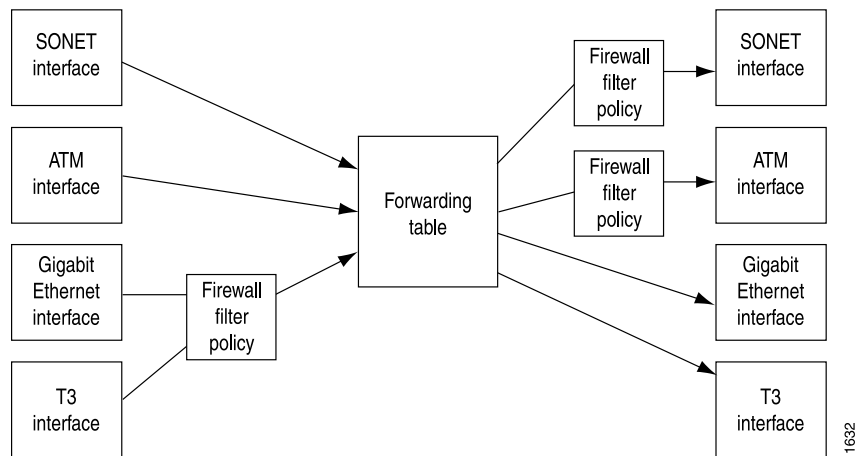 SONET
interface
ATM
interface
Gigabit
Ethernet
interface
T3
interface
Firewall
filter
policy
Forwarding
table
Firewall
filter
policy
Firewall
filter
policy
SONET
interface
ATM
interface
Gigabit
Ethernet
interface
T3
interface
1632